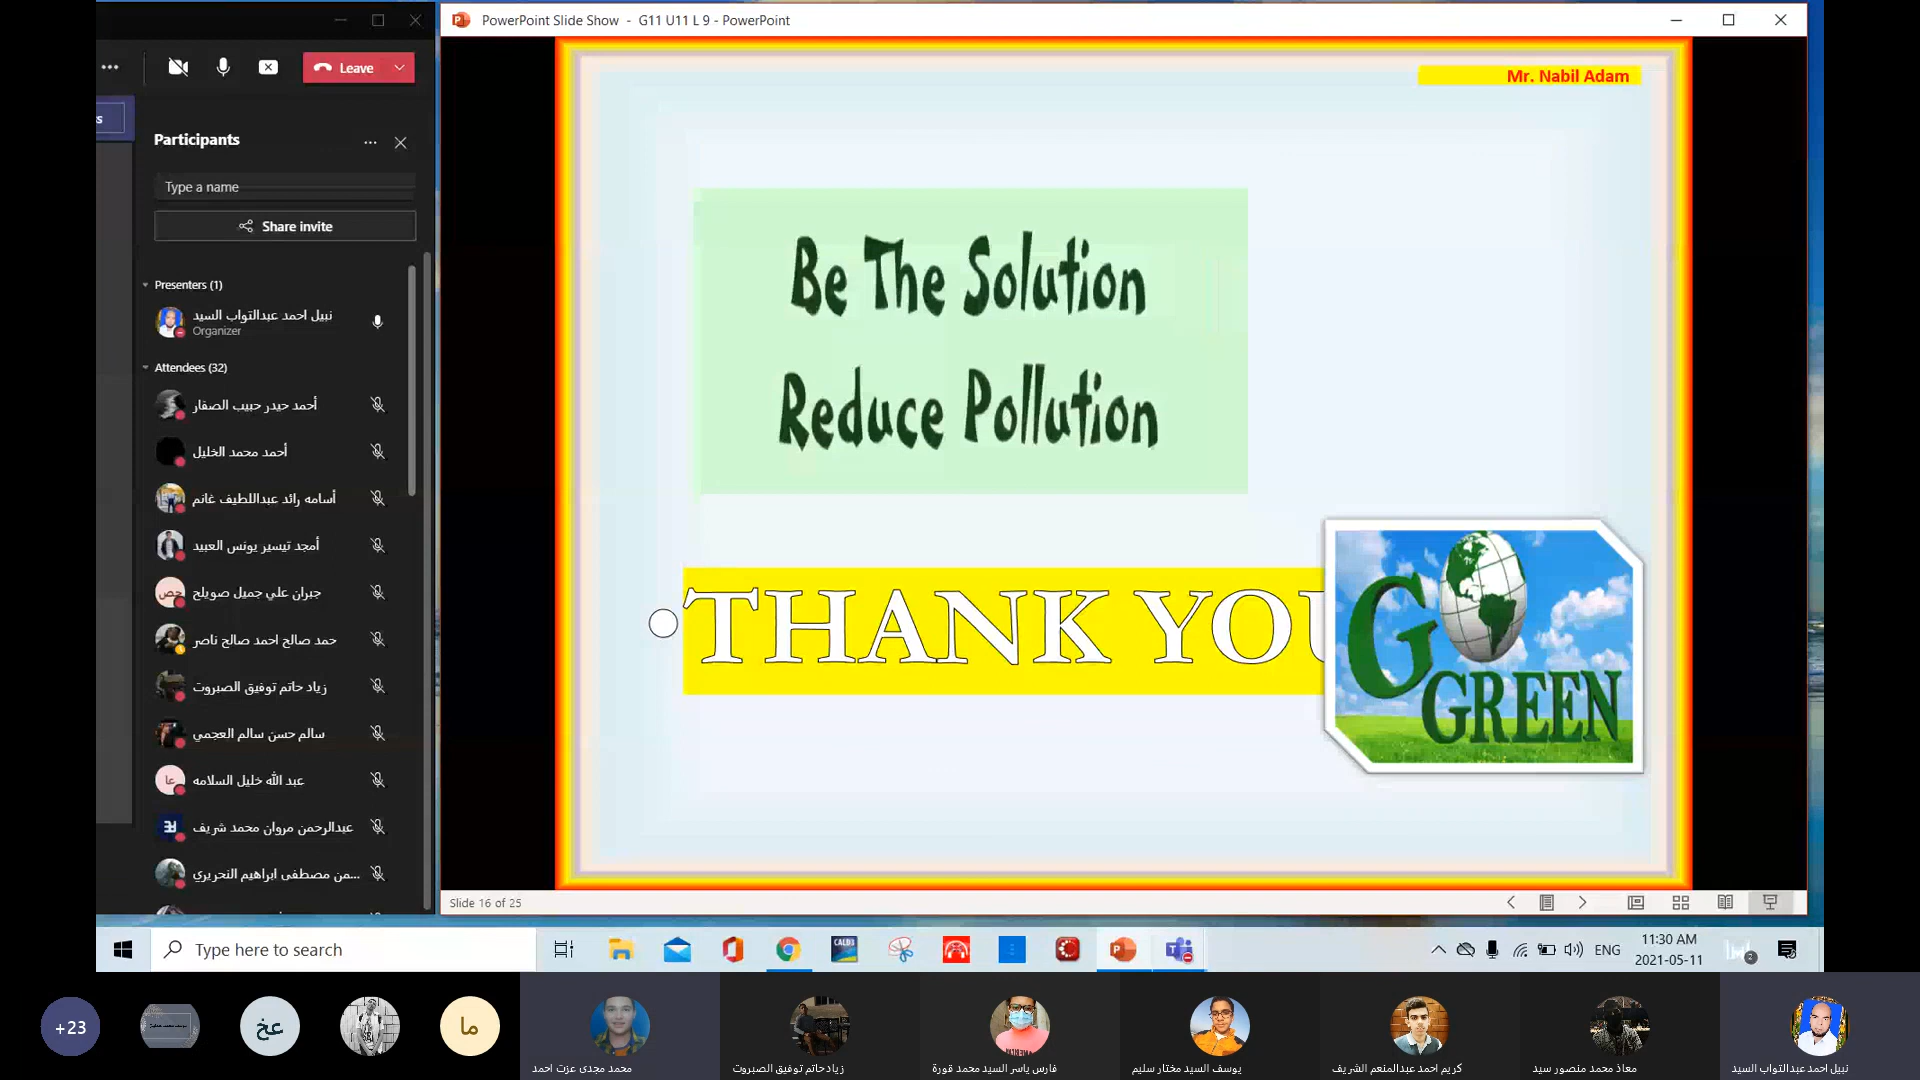 PowerPoint Slide Show - G11 U11 L 9 - PowerPoint
Leave
s
Participants
Type a name
Share invite
Presenters (1)
نبيل احمد عبدالتواب السيد
Organizer
Attendees (32)
أحمد حيدر حبيب الصفار
أحمد محمد الخليل
أسامه رائد عبداللطيف غانم
أمجد تيسير يونس العبيد
جص
جبران علي جميل صويلح
حمد صالح احمد صالح ناصر
زياد حاتم توفيق الصبروت
سالم حسن سالم العجمي
عا
عبد الله خليل السلامه
عبدالرحمن مروان محمد شريف
...من مصطفى ابراهيم النحريري
Mr. Nabil Adam
Be The Solution
Reduce Pollution
THANK YOU
GO
GREEN
Slide 16 of 25
Type here to search
ENG
11:30 AM
2021-05-11
2
+23
عخ
ما
محمد مجدى عزت احمد
زياد حاتم توفيق الصبروت
فارس ياسر السيد محمد قورة
يوسف السيد مختار سليم
كريم احمد عبدالمنعم الشريف
معاذ محمد منصور سيد
نبيل احمد عبدالتواب السيد